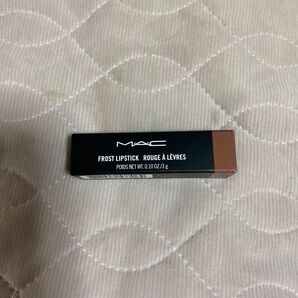 MAC
FROST LIPSTICK ROUGE À LÈVRES
POIDS NET WT. 0.10 OZ/3 g